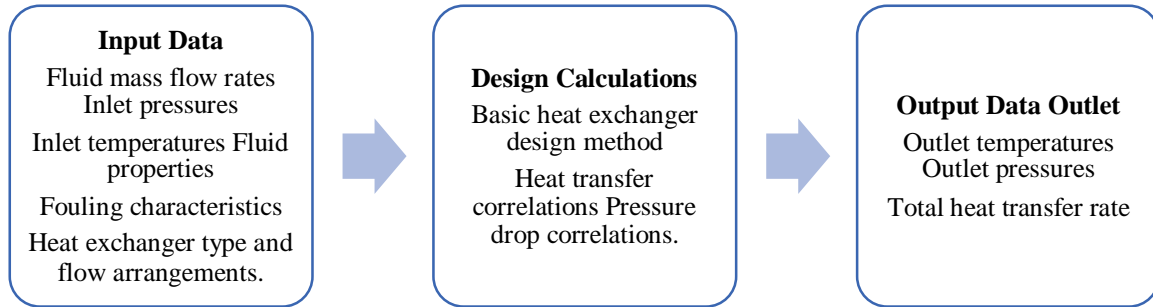 Input Data
Fluid mass flow rates
Inlet pressures
Inlet temperatures Fluid
properties
Fouling characteristics
Heat exchanger type and
flow arrangements.
Design Calculations
Basic heat exchanger
design method
Heat transfer
correlations Pressure
drop correlations.
Output Data Outlet
Outlet temperatures
Outlet pressures
Total heat transfer rate